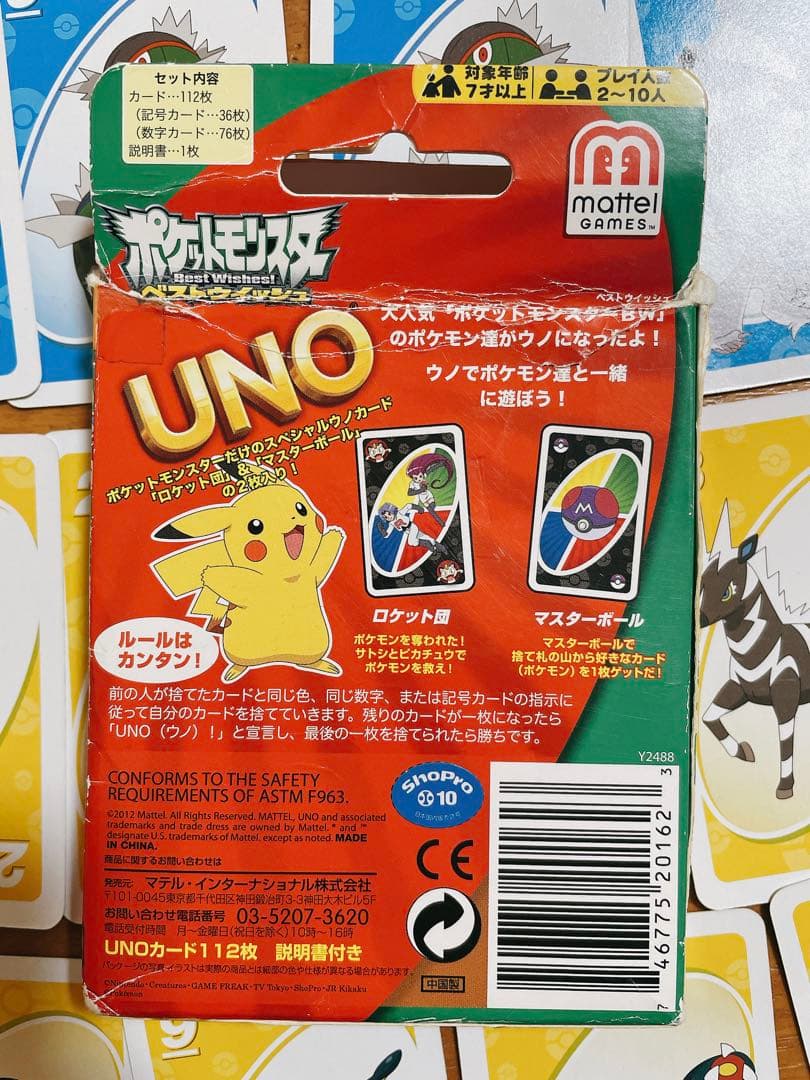 セット内容
カード…112枚
(記号カード…36枚)
(数字カード…76枚)
説明書…1枚
対象年齢
7才以上
プレイ人数
2〜10人
mattel
GAMES™
ポケットモンスター
Best Wishes!
ベストウイッシュ
UNO®
ベストウイッシュ
大人気「ポケットモンスターBW」
のポケモン達がウノになったよ!
ウノでポケモン達と一緒
に遊ぼう!
ポケットモンスターだけのスペシャルウノカード
「ロケット団」&「マスターボール」
の2枚入り!
M
ロケット団
ポケモンを奪われた!
サトシとピカチュウで
ポケモンを救え!
マスターボール
マスターボールで
捨て札の山から好きなカード
(ポケモン)を1枚ゲットだ!
ルールは
カンタン!
前の人が捨てたカードと同じ色、同じ数字、または記号カードの指示に
従って自分のカードを捨てていきます。残りのカードが一枚になったら
「UNO(ウノ)!」と宣言し、最後の一枚を捨てられたら勝ちです。
Y2488
CONFORMS TO THE SAFETY
REQUIREMENTS OF ASTM F963.
©2012 Mattel. All Rights Reserved. MATTEL, UNO and associated
trademarks and trade dress are owned by Mattel. ® and ™
designate U.S. trademarks of Mattel. except as noted. MADE
IN CHINA.
商品に関するお問い合わせは
発売元 マテル・インターナショナル株式会社
〒101-0045東京都千代田区神田鍛冶町3-3神田大木ビル5F
お問い合わせ電話番号 03-5207-3620
電話受付時間 月〜金曜日(祝日を除く)10時〜16時
UNOカード112枚 説明書付き
パッケージの写真・イラストは実際の商品とは細部の色や仕様が異なる場合があります。
©Nintendo・Creatures・GAME FREAK・TV Tokyo・ShoPro・JR Kikaku
©Pokémon
ShoPro
10
日本国内販売許可
CE
中国製
7 46775 20162 3
2